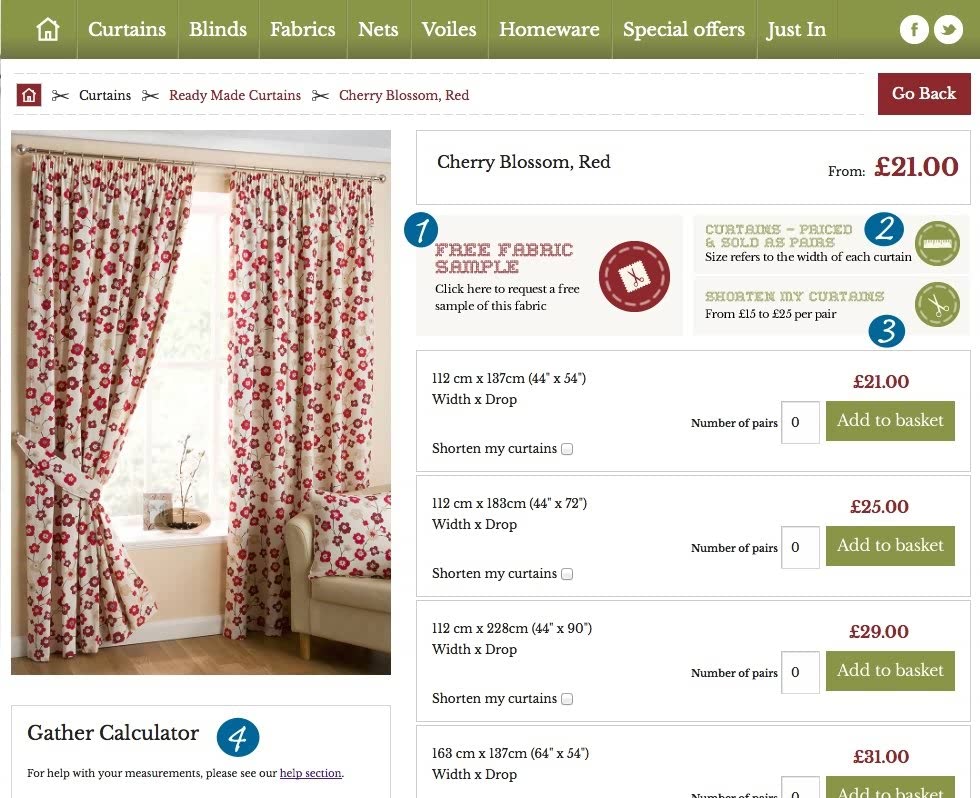 Curtains Blinds Fabrics Nets Voiles Homeware Special offers Just In f
Curtains Ready Made Curtains Cherry Blossom, Red
Go Back
Cherry Blossom, Red
From: £21.00
1
FREE FABRIC
SAMPLE
Click here to request a free
sample of this fabric
CURTAINS - PRICED
& SOLD AS PAIRS
Size refers to the width of each curtain
2
SHORTEN MY CURTAINS
From £15 to £25 per pair
3
112 cm x 137cm (44" x 54")
Width x Drop
£21.00
Number of pairs 0 Add to basket
Shorten my curtains
112 cm x 183cm (44" x 72")
Width x Drop
£25.00
Number of pairs 0 Add to basket
Shorten my curtains
112 cm x 228cm (44" x 90")
Width x Drop
£29.00
Number of pairs 0 Add to basket
Shorten my curtains
163 cm x 137cm (64" x 54")
Width x Drop
£31.00
Number of pairs 0 Add to basket
Gather Calculator 4
For help with your measurements, please see our help section.